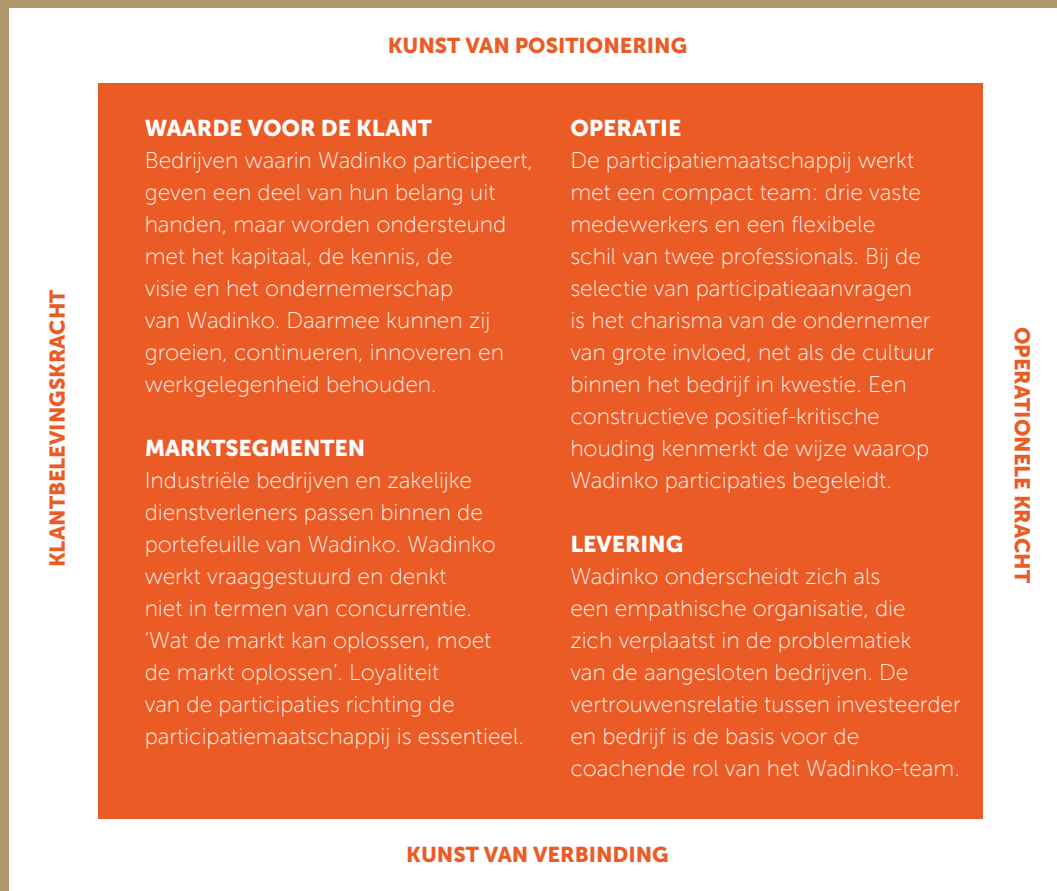 KUNST VAN POSITIONERING
KLANTBELEVINGSKRACHT
WAARDE VOOR DE KLANT
Bedrijven waarin Wadinko participeert,
geven een deel van hun belang uit
handen, maar worden ondersteund
met het kapitaal, de kennis, de
visie en het ondernemerschap
van Wadinko. Daarmee kunnen zij
groeien, continueren, innoveren en
werkgelegenheid behouden.
MARKTSEGMENTEN
Industriële bedrijven en zakelijke
dienstverleners passen binnen de
portefeuille van Wadinko. Wadinko
werkt vraaggestuurd en denkt
niet in termen van concurrentie.
‘Wat de markt kan oplossen, moet
de markt oplossen’. Loyaliteit
van de participaties richting de
participatiemaatschappij is essentieel.
OPERATIE
De participatiemaatschappij werkt
met een compact team: drie vaste
medewerkers en een flexibele
schil van twee professionals. Bij de
selectie van participatieaanvragen
is het charisma van de ondernemer
van grote invloed, net als de cultuur
binnen het bedrijf in kwestie. Een
constructieve positief-kritische
houding kenmerkt de wijze waarop
Wadinko participaties begeleidt.
LEVERING
Wadinko onderscheidt zich als
een empathische organisatie, die
zich verplaatst in de problematiek
van de aangesloten bedrijven. De
vertrouwensrelatie tussen investeerder
en bedrijf is de basis voor de
coachende rol van het Wadinko-team.
OPERATIONELE KRACHT
KUNST VAN VERBINDING